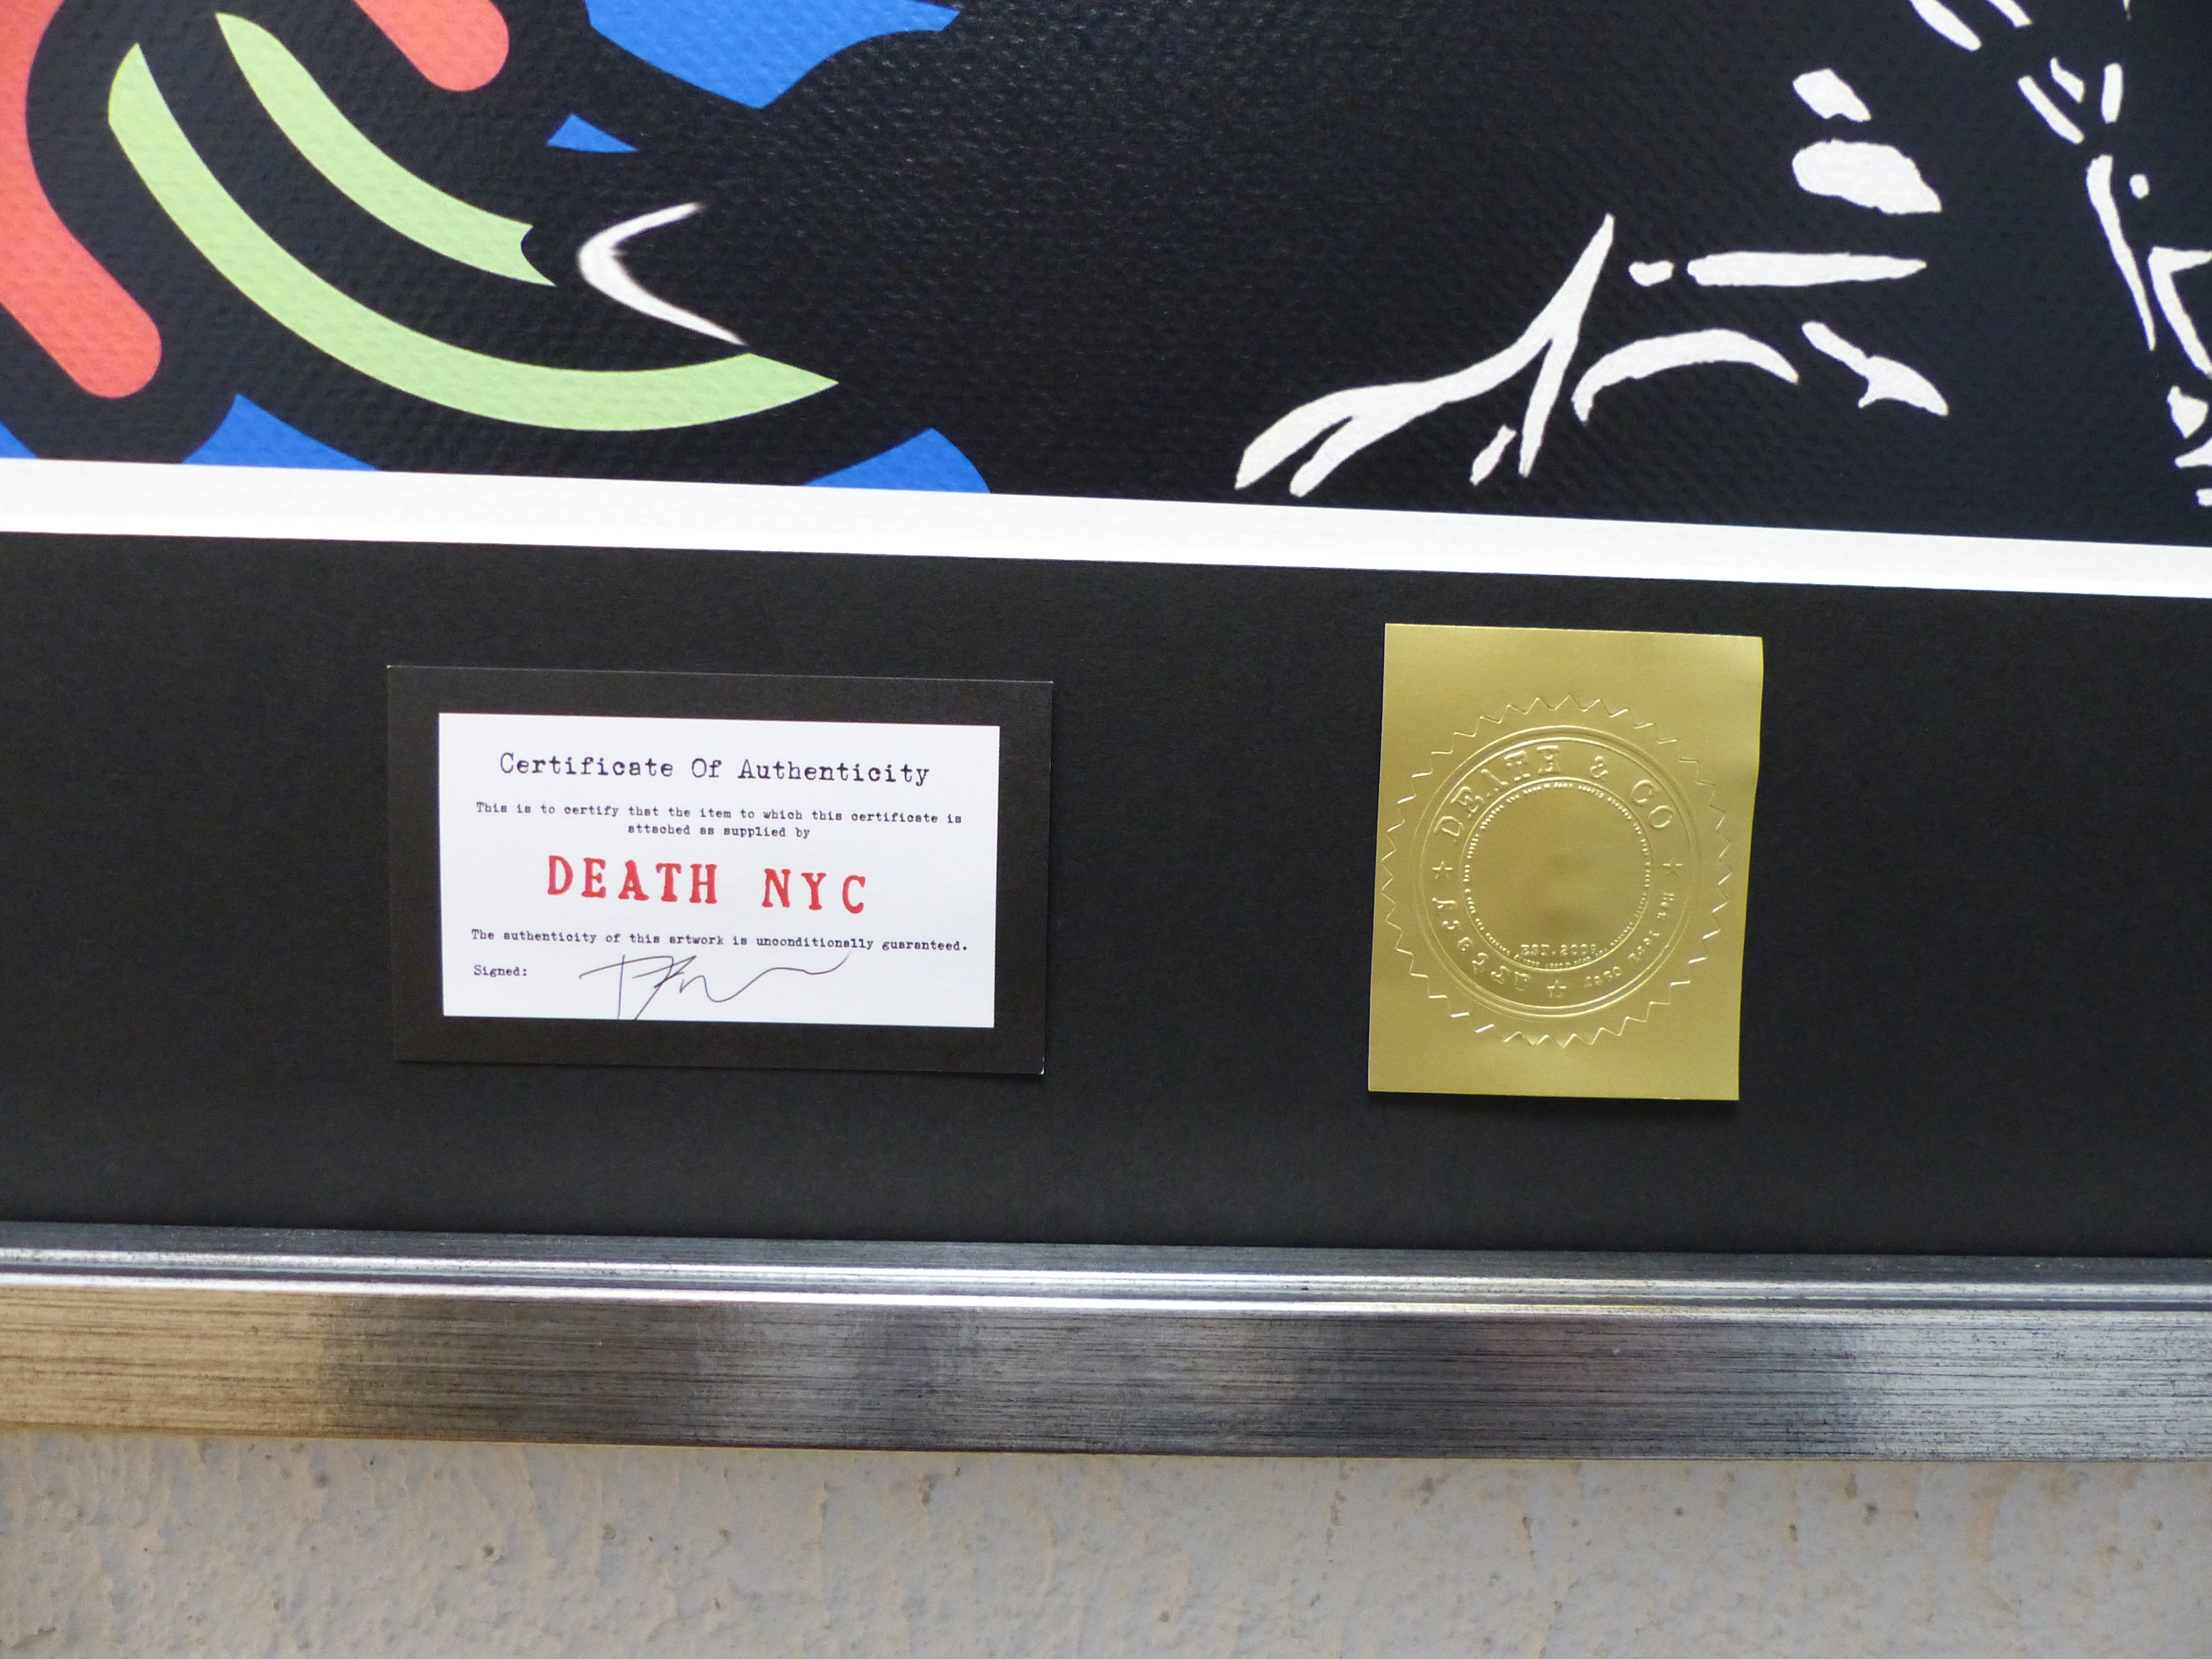 Certificate Of Authenticity
This is to certify that the item to which this certificate is
attached as supplied by
DEATH NYC
The authenticity of this artwork is unconditionally guaranteed.
Signed:
DEATH & CO
EST. 2009